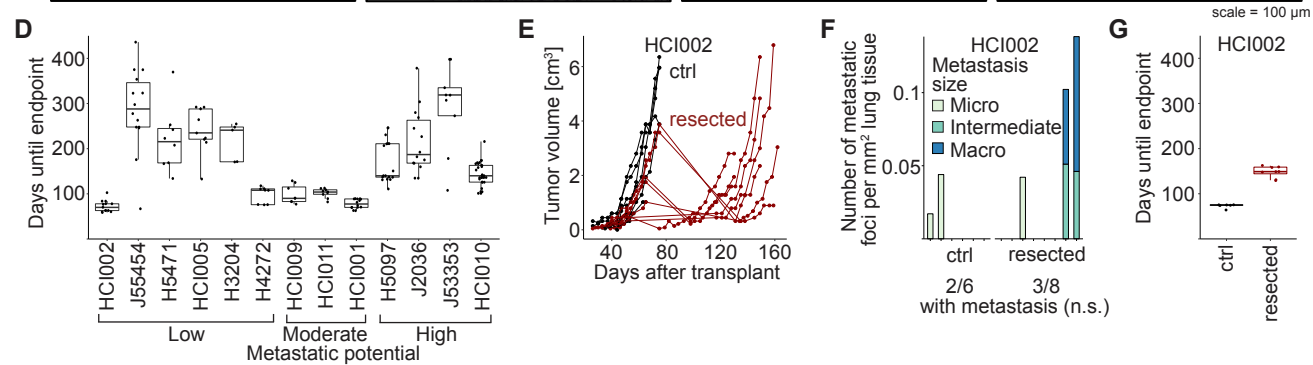 scale = 100 µm
D
Days until endpoint
400
300
200
100
HCI002
J55454
H5471
HCI005
H3204
H4272
HCI009
HCI011
HCI001
H5097
J2036
J53353
HCI010
Low
Moderate
High
Metastatic potential
E
HCI002
ctrl
resected
Tumor volume [cm³]
6
4
2
0
40
80
120
160
Days after transplant
F
HCI002
Metastasis
size
Micro
Intermediate
Macro
Number of metastatic
foci per mm² lung tissue
0.1
0.05
ctrl
resected
2/6
3/8
with metastasis (n.s.)
G
HCI002
Days until endpoint
400
300
200
100
ctrl
resected